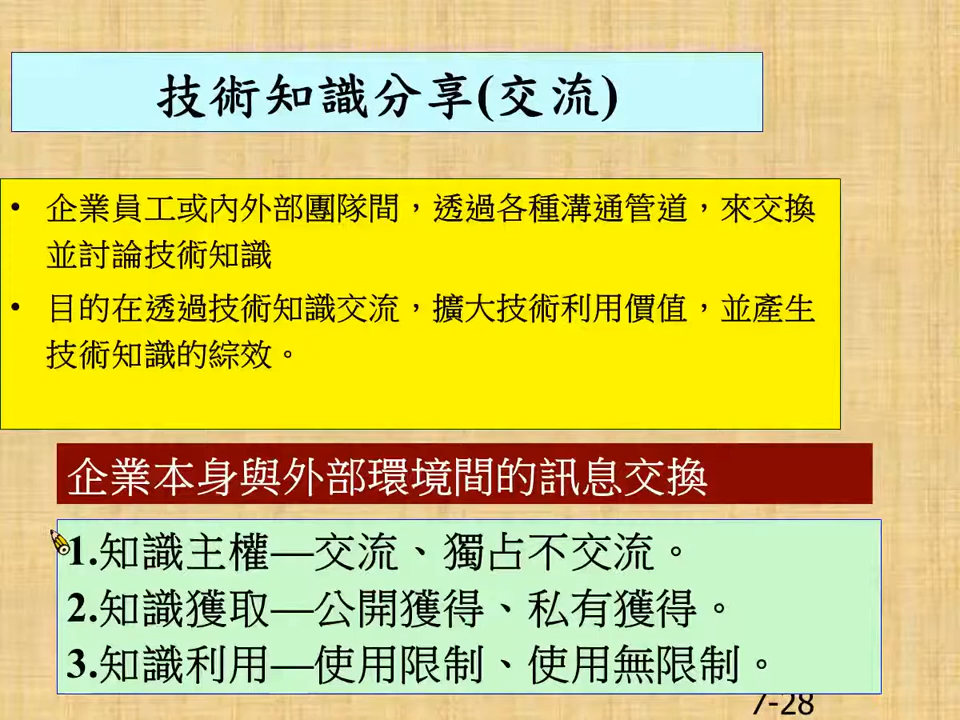 技術知識分享(交流)
• 企業員工或內外部團隊間，透過各種溝通管道，來交換
並討論技術知識
• 目的在透過技術知識交流，擴大技術利用價值，並產生
技術知識的綜效。
企業本身與外部環境間的訊息交換
1.知識主權—交流、獨占不交流。
2.知識獲取—公開獲得、私有獲得。
3.知識利用—使用限制、使用無限制。
7-28